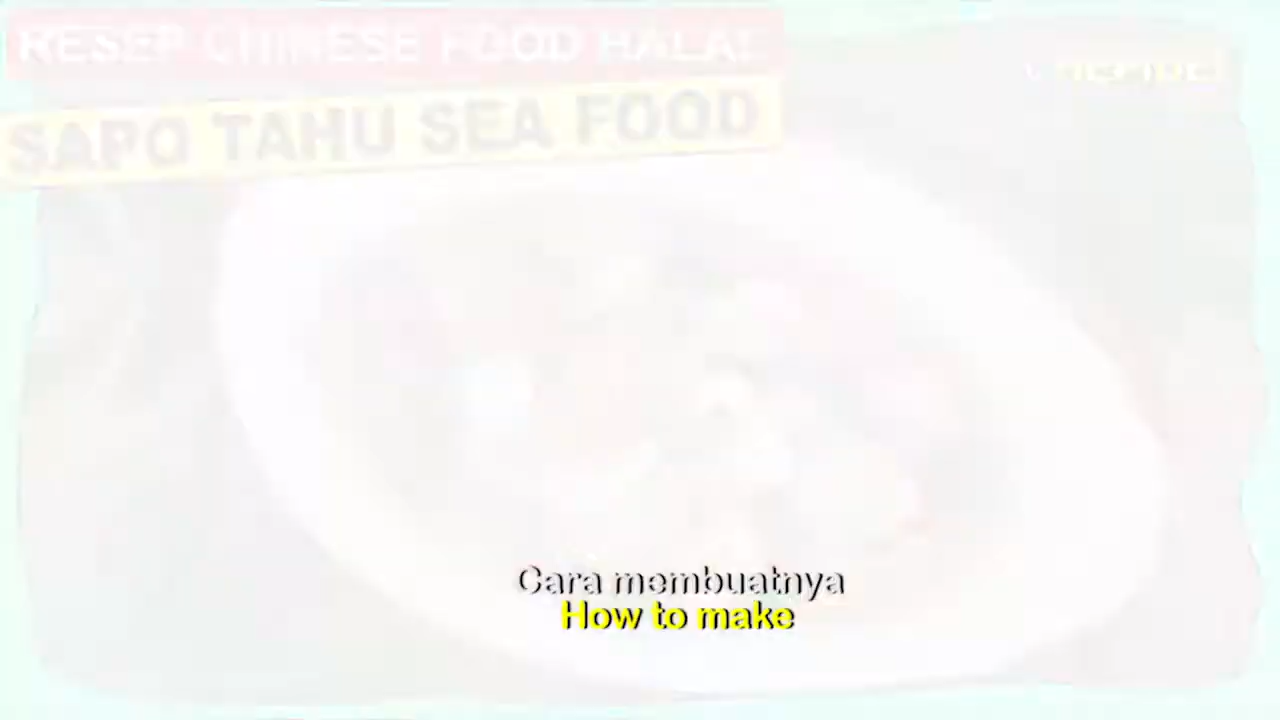 RESEP CHINESE FOOD HALAL
SAPO TAHU SEA FOOD
Cara membuatnya
How to make